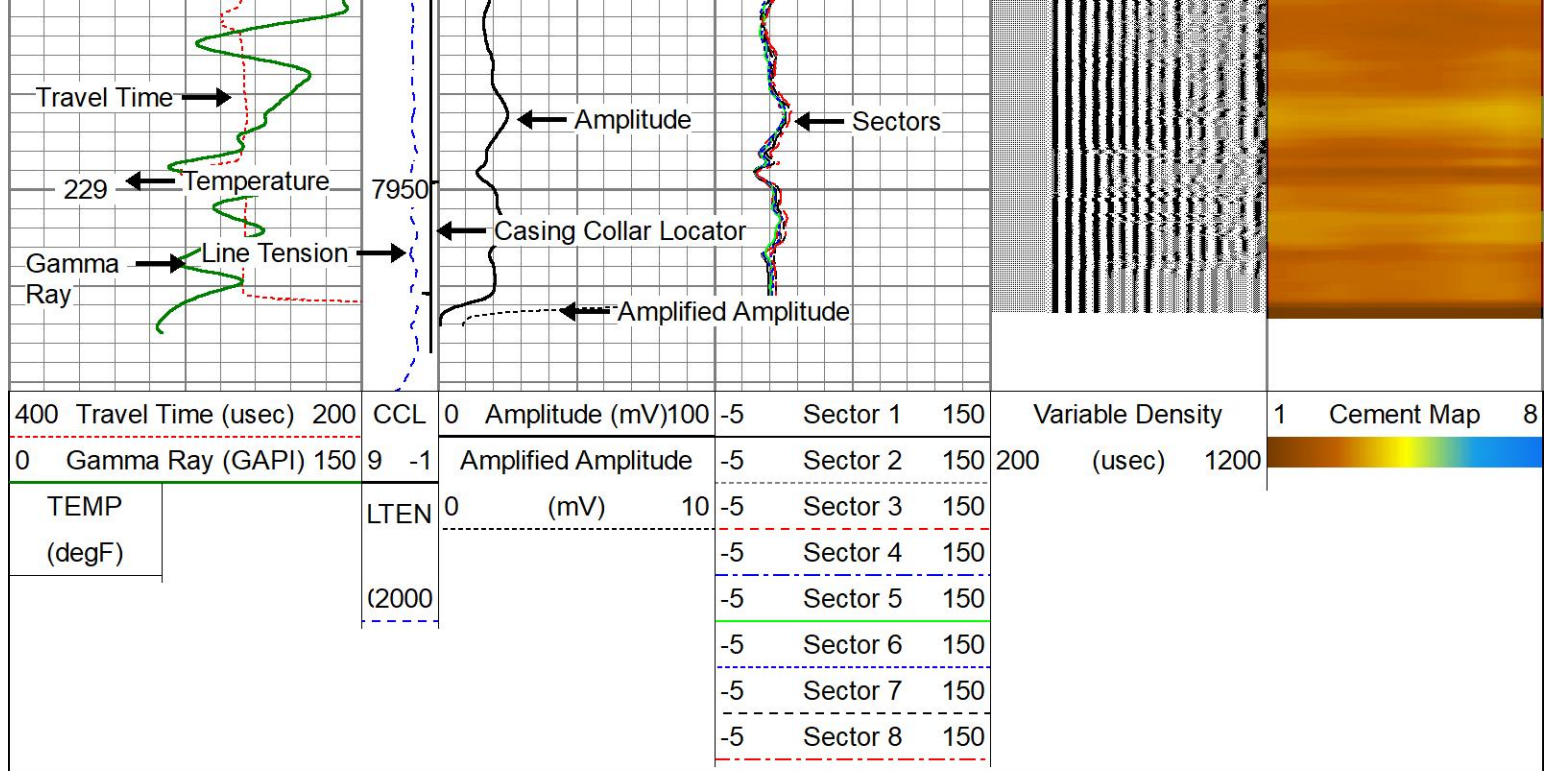 Travel Time
Amplitude
Sectors
229
Temperature
7950
Casing Collar Locator
Line Tension
Gamma
Ray
Amplified Amplitude
400 Travel Time (usec) 200
CCL
0 Amplitude (mV)100
-5 Sector 1 150
Variable Density
1 Cement Map 8
0 Gamma Ray (GAPI) 150
9 -1
Amplified Amplitude
-5 Sector 2 150
200 (usec) 1200
TEMP
LTEN
0 (mV) 10
-5 Sector 3 150
(degF)
-5 Sector 4 150
(2000
-5 Sector 5 150
-5 Sector 6 150
-5 Sector 7 150
-5 Sector 8 150